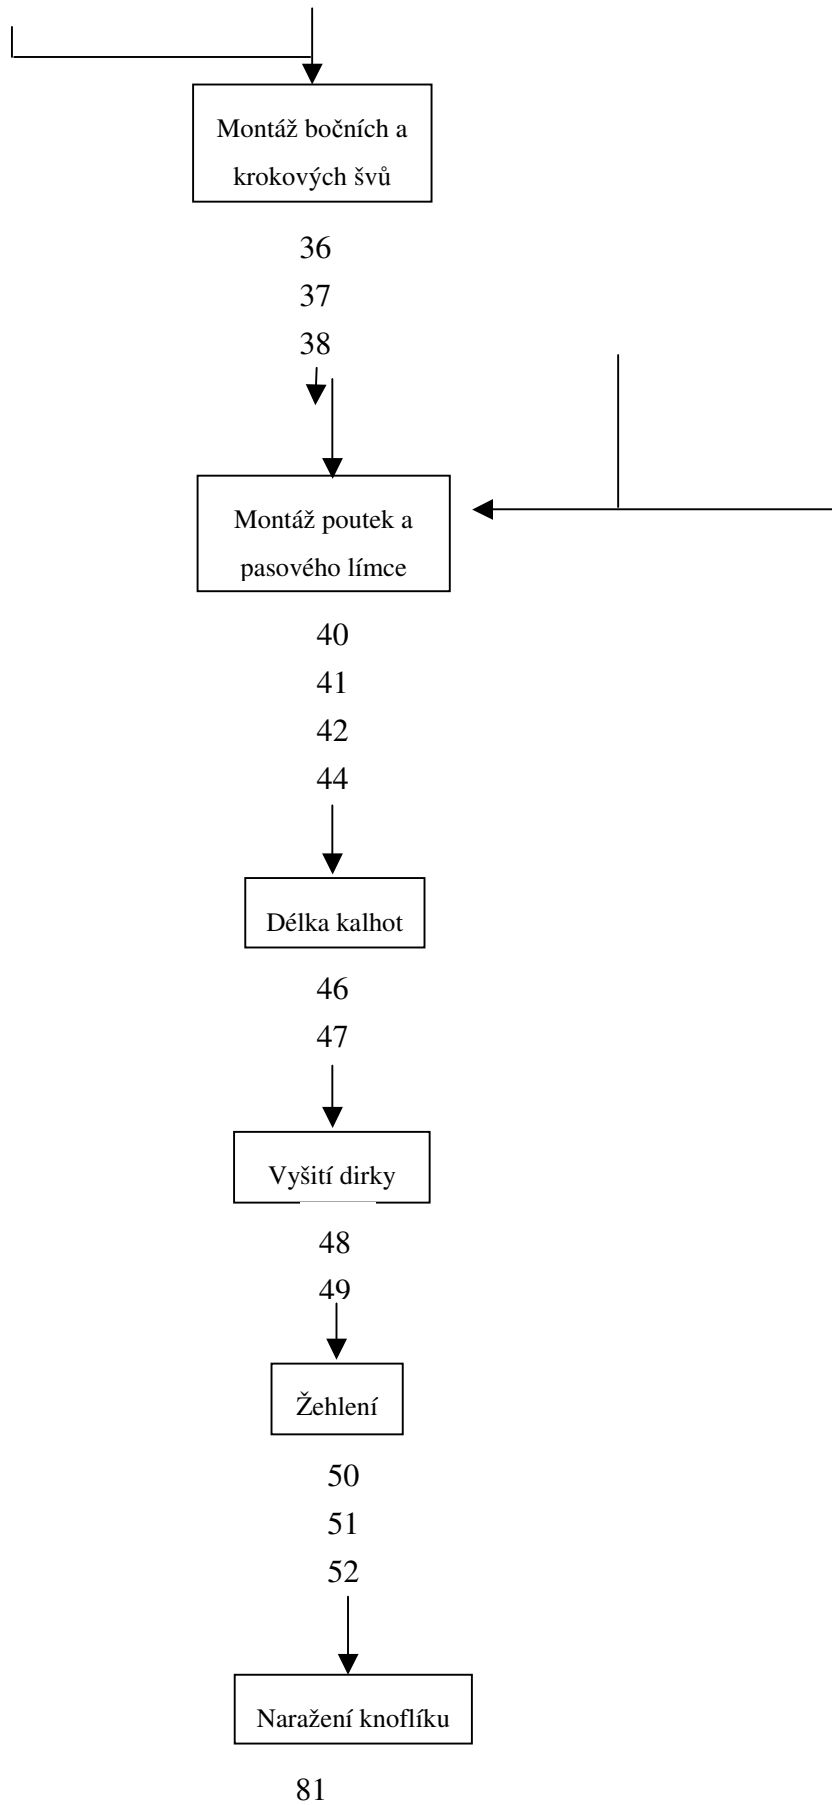 Montáž bočních a
krokových švů
36
37
38
Montáž poutek a
pasového límce
40
41
42
44
Délka kalhot
46
47
Vyšití dirky
48
49
Žehlení
50
51
52
Naražení knoflíku
81